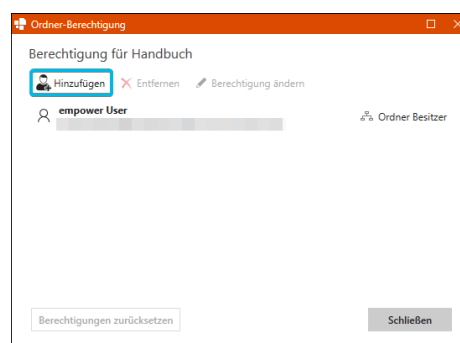 Ordner-Berechtigung
Berechtigung für Handbuch
Hinzufügen Entfernen Berechtigung ändern
empower User
Ordner Besitzer
Berechtigungen zurücksetzen Schließen